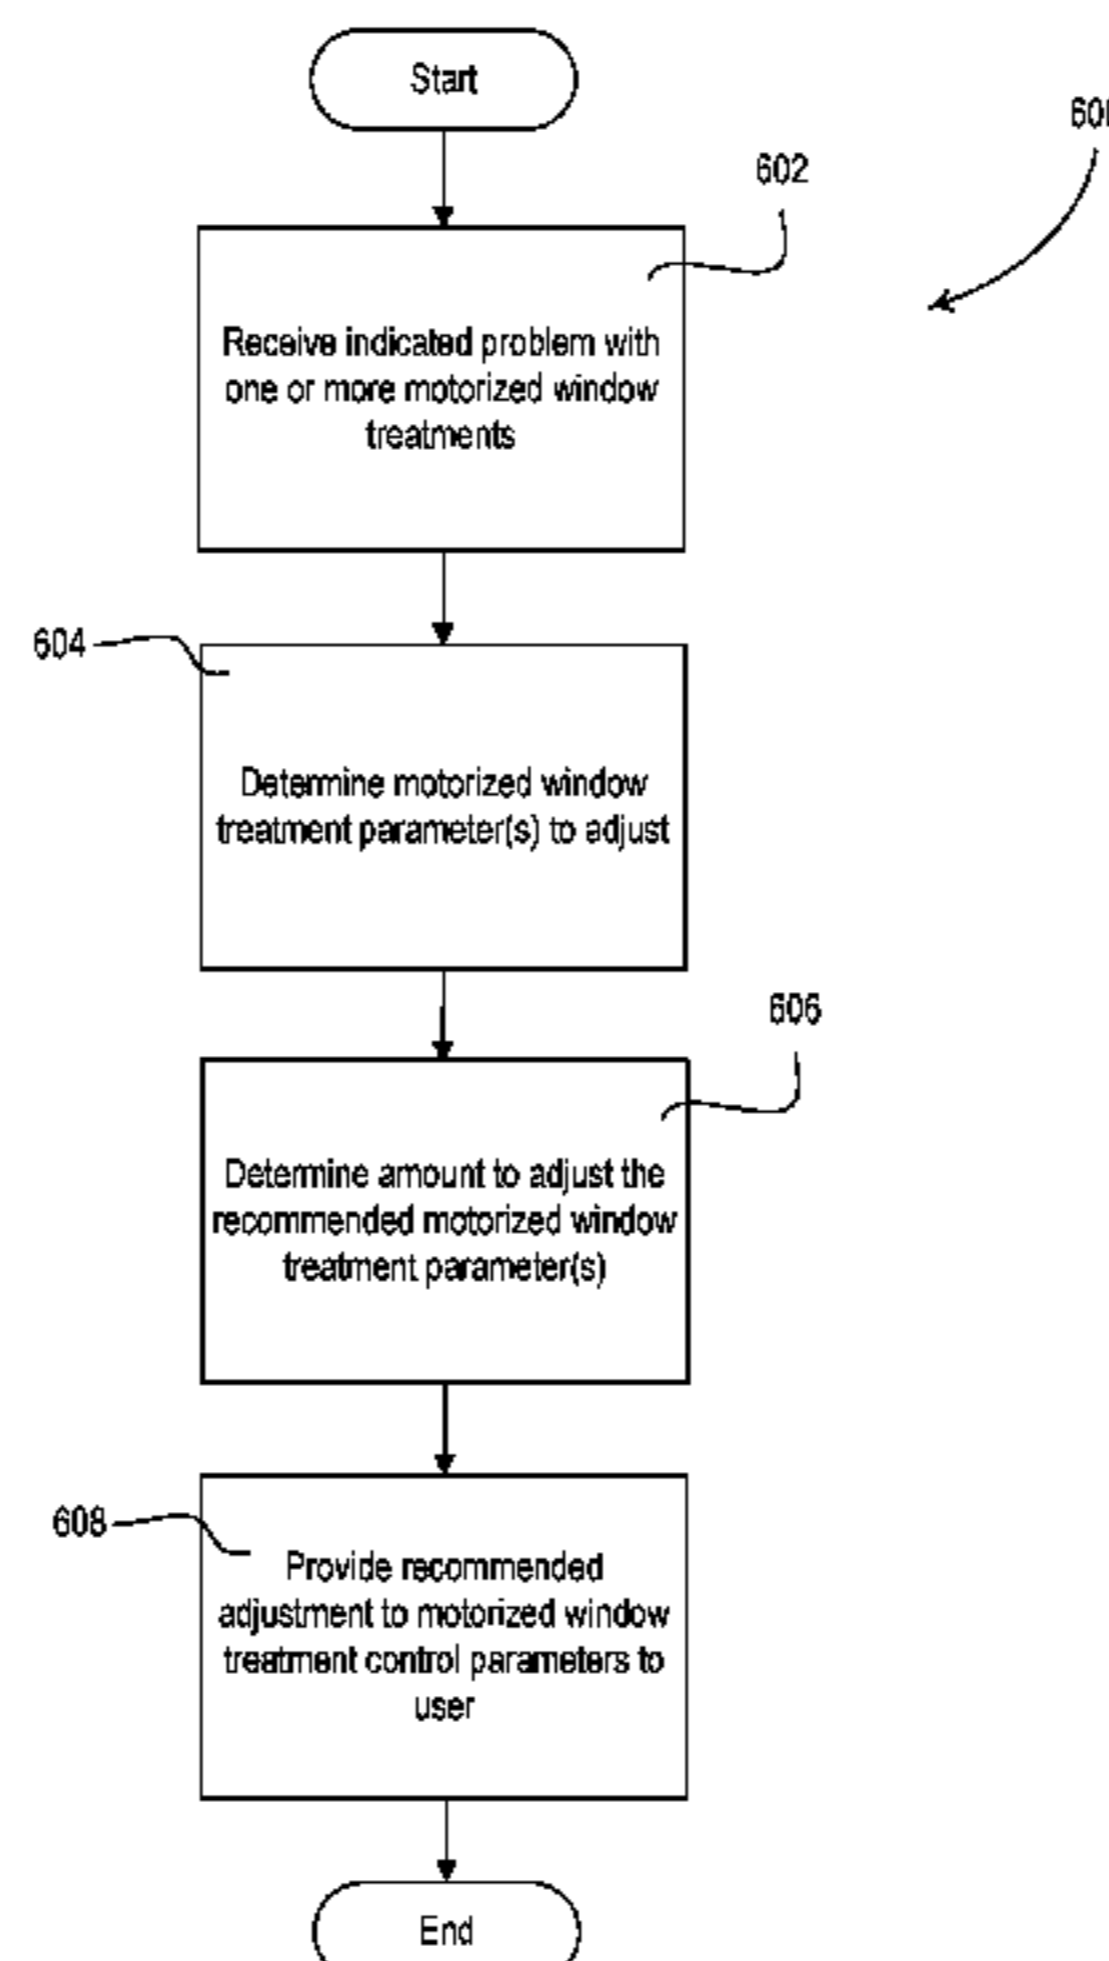 Start
602
Receive indicated problem with
one or more motorized window
treatments
604
Determine motorized window
treatment parameter(s) to adjust
606
Determine amount to adjust the
recommended motorized window
treatment parameter(s)
608
Provide recommended
adjustment to motorized window
treatment control parameters to
user
End